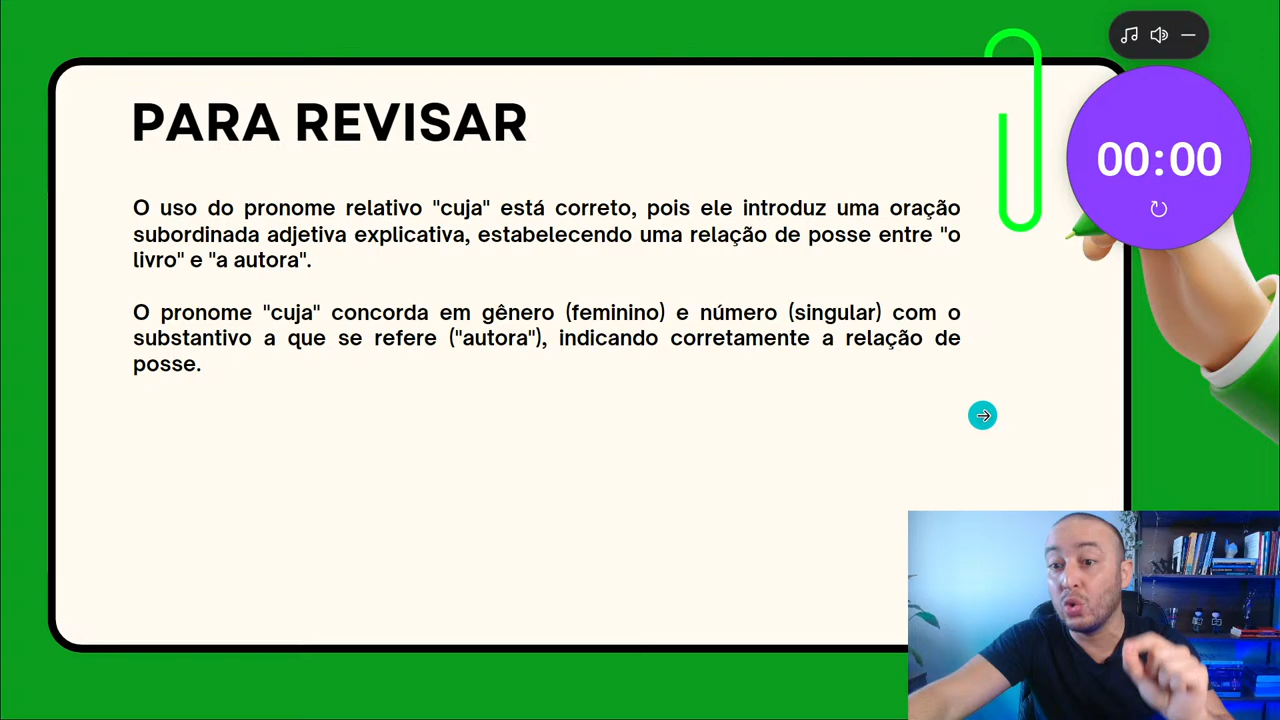 PARA REVISAR
00:00
O uso do pronome relativo "cuja" está correto, pois ele introduz uma oração
subordinada adjetiva explicativa, estabelecendo uma relação de posse entre "o
livro" e "a autora".
O pronome "cuja" concorda em gênero (feminino) e número (singular) com o
substantivo a que se refere ("autora"), indicando corretamente a relação de
posse.